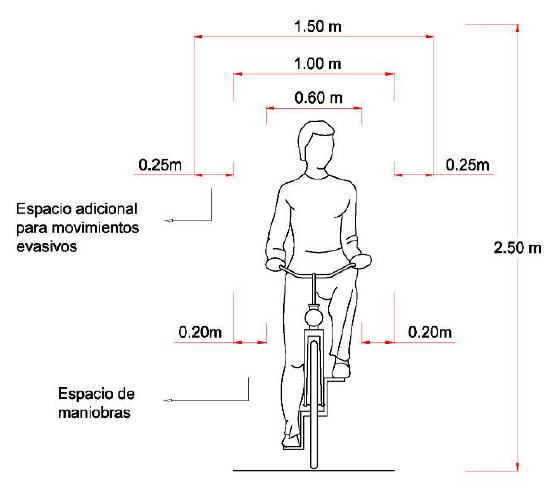 1.50 m
1.00 m
0.60 m
0.25m
0.25m
Espacio adicional
para movimientos
evasivos
2.50 m
0.20m
0.20m
Espacio de
maniobras